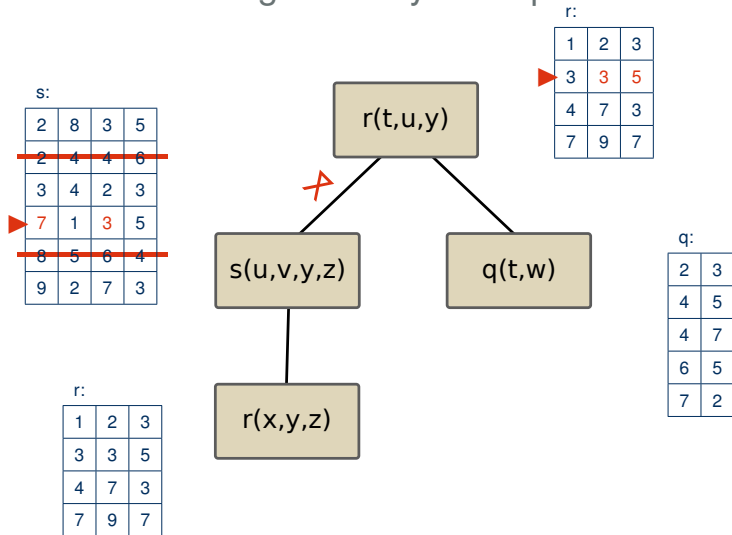 r:
1 2 3
3 3 5
4 7 3
7 9 7
s:
2 8 3 5
2 4 4 6
3 4 2 3
7 1 3 5
8 5 6 4
9 2 7 3
r(t,u,y)
s(u,v,y,z)
q(t,w)
q:
2 3
4 5
4 7
6 5
7 2
r(x,y,z)
r:
1 2 3
3 3 5
4 7 3
7 9 7